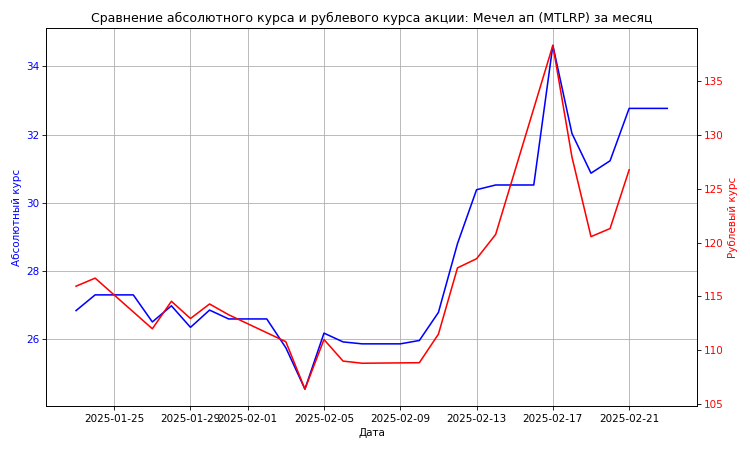 Сравнение абсолютного курса и рублевого курса акции: Мечел ап (MTLRP) за месяц
Абсолютный курс
34
32
30
28
26
135
130
125
120
115
110
105
Рублевый курс
2025-01-25 2025-01-29 2025-02-01 2025-02-05 2025-02-09 2025-02-13 2025-02-17 2025-02-21
Дата